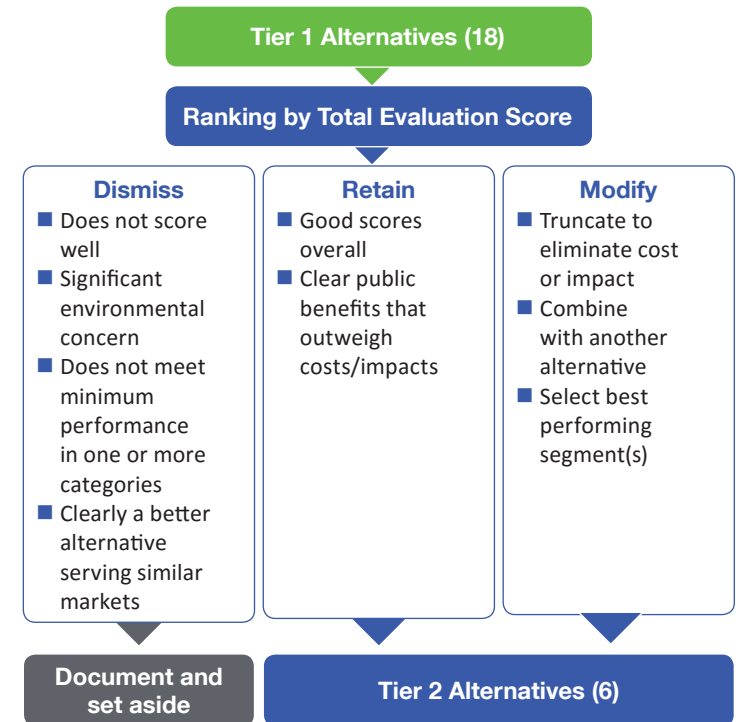 Tier 1 Alternatives (18)
Ranking by Total Evaluation Score
Dismiss
■ Does not score
well
■ Significant
environmental
concern
■ Does not meet
minimum
performance
in one or more
categories
■ Clearly a better
alternative
serving similar
markets
Retain
■ Good scores
overall
■ Clear public
benefits that
outweigh
costs/impacts
Modify
■ Truncate to
eliminate cost
or impact
■ Combine
with another
alternative
■ Select best
performing
segment(s)
Document and
set aside
Tier 2 Alternatives (6)